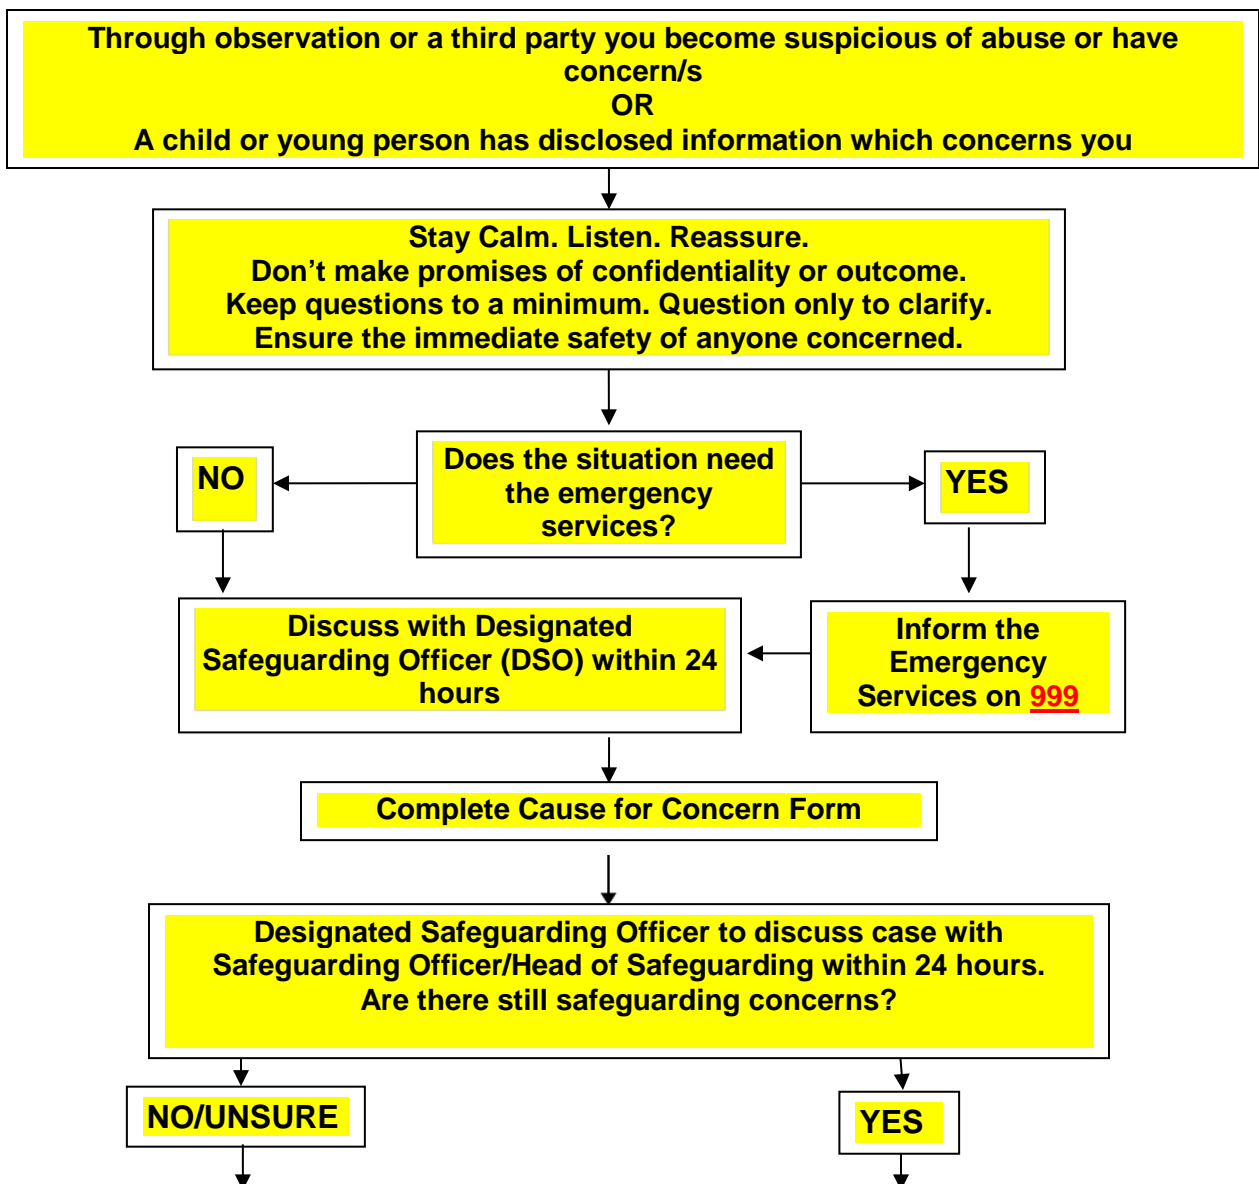 Through observation or a third party you become suspicious of abuse or have
concern/s
OR
A child or young person has disclosed information which concerns you
Stay Calm. Listen. Reassure.
Don’t make promises of confidentiality or outcome.
Keep questions to a minimum. Question only to clarify.
Ensure the immediate safety of anyone concerned.
Does the situation need
the emergency
services?
NO
YES
Discuss with Designated
Safeguarding Officer (DSO) within 24
hours
Inform the
Emergency
Services on 999
Complete Cause for Concern Form
Designated Safeguarding Officer to discuss case with
Safeguarding Officer/Head of Safeguarding within 24 hours.
Are there still safeguarding concerns?
NO/UNSURE
YES